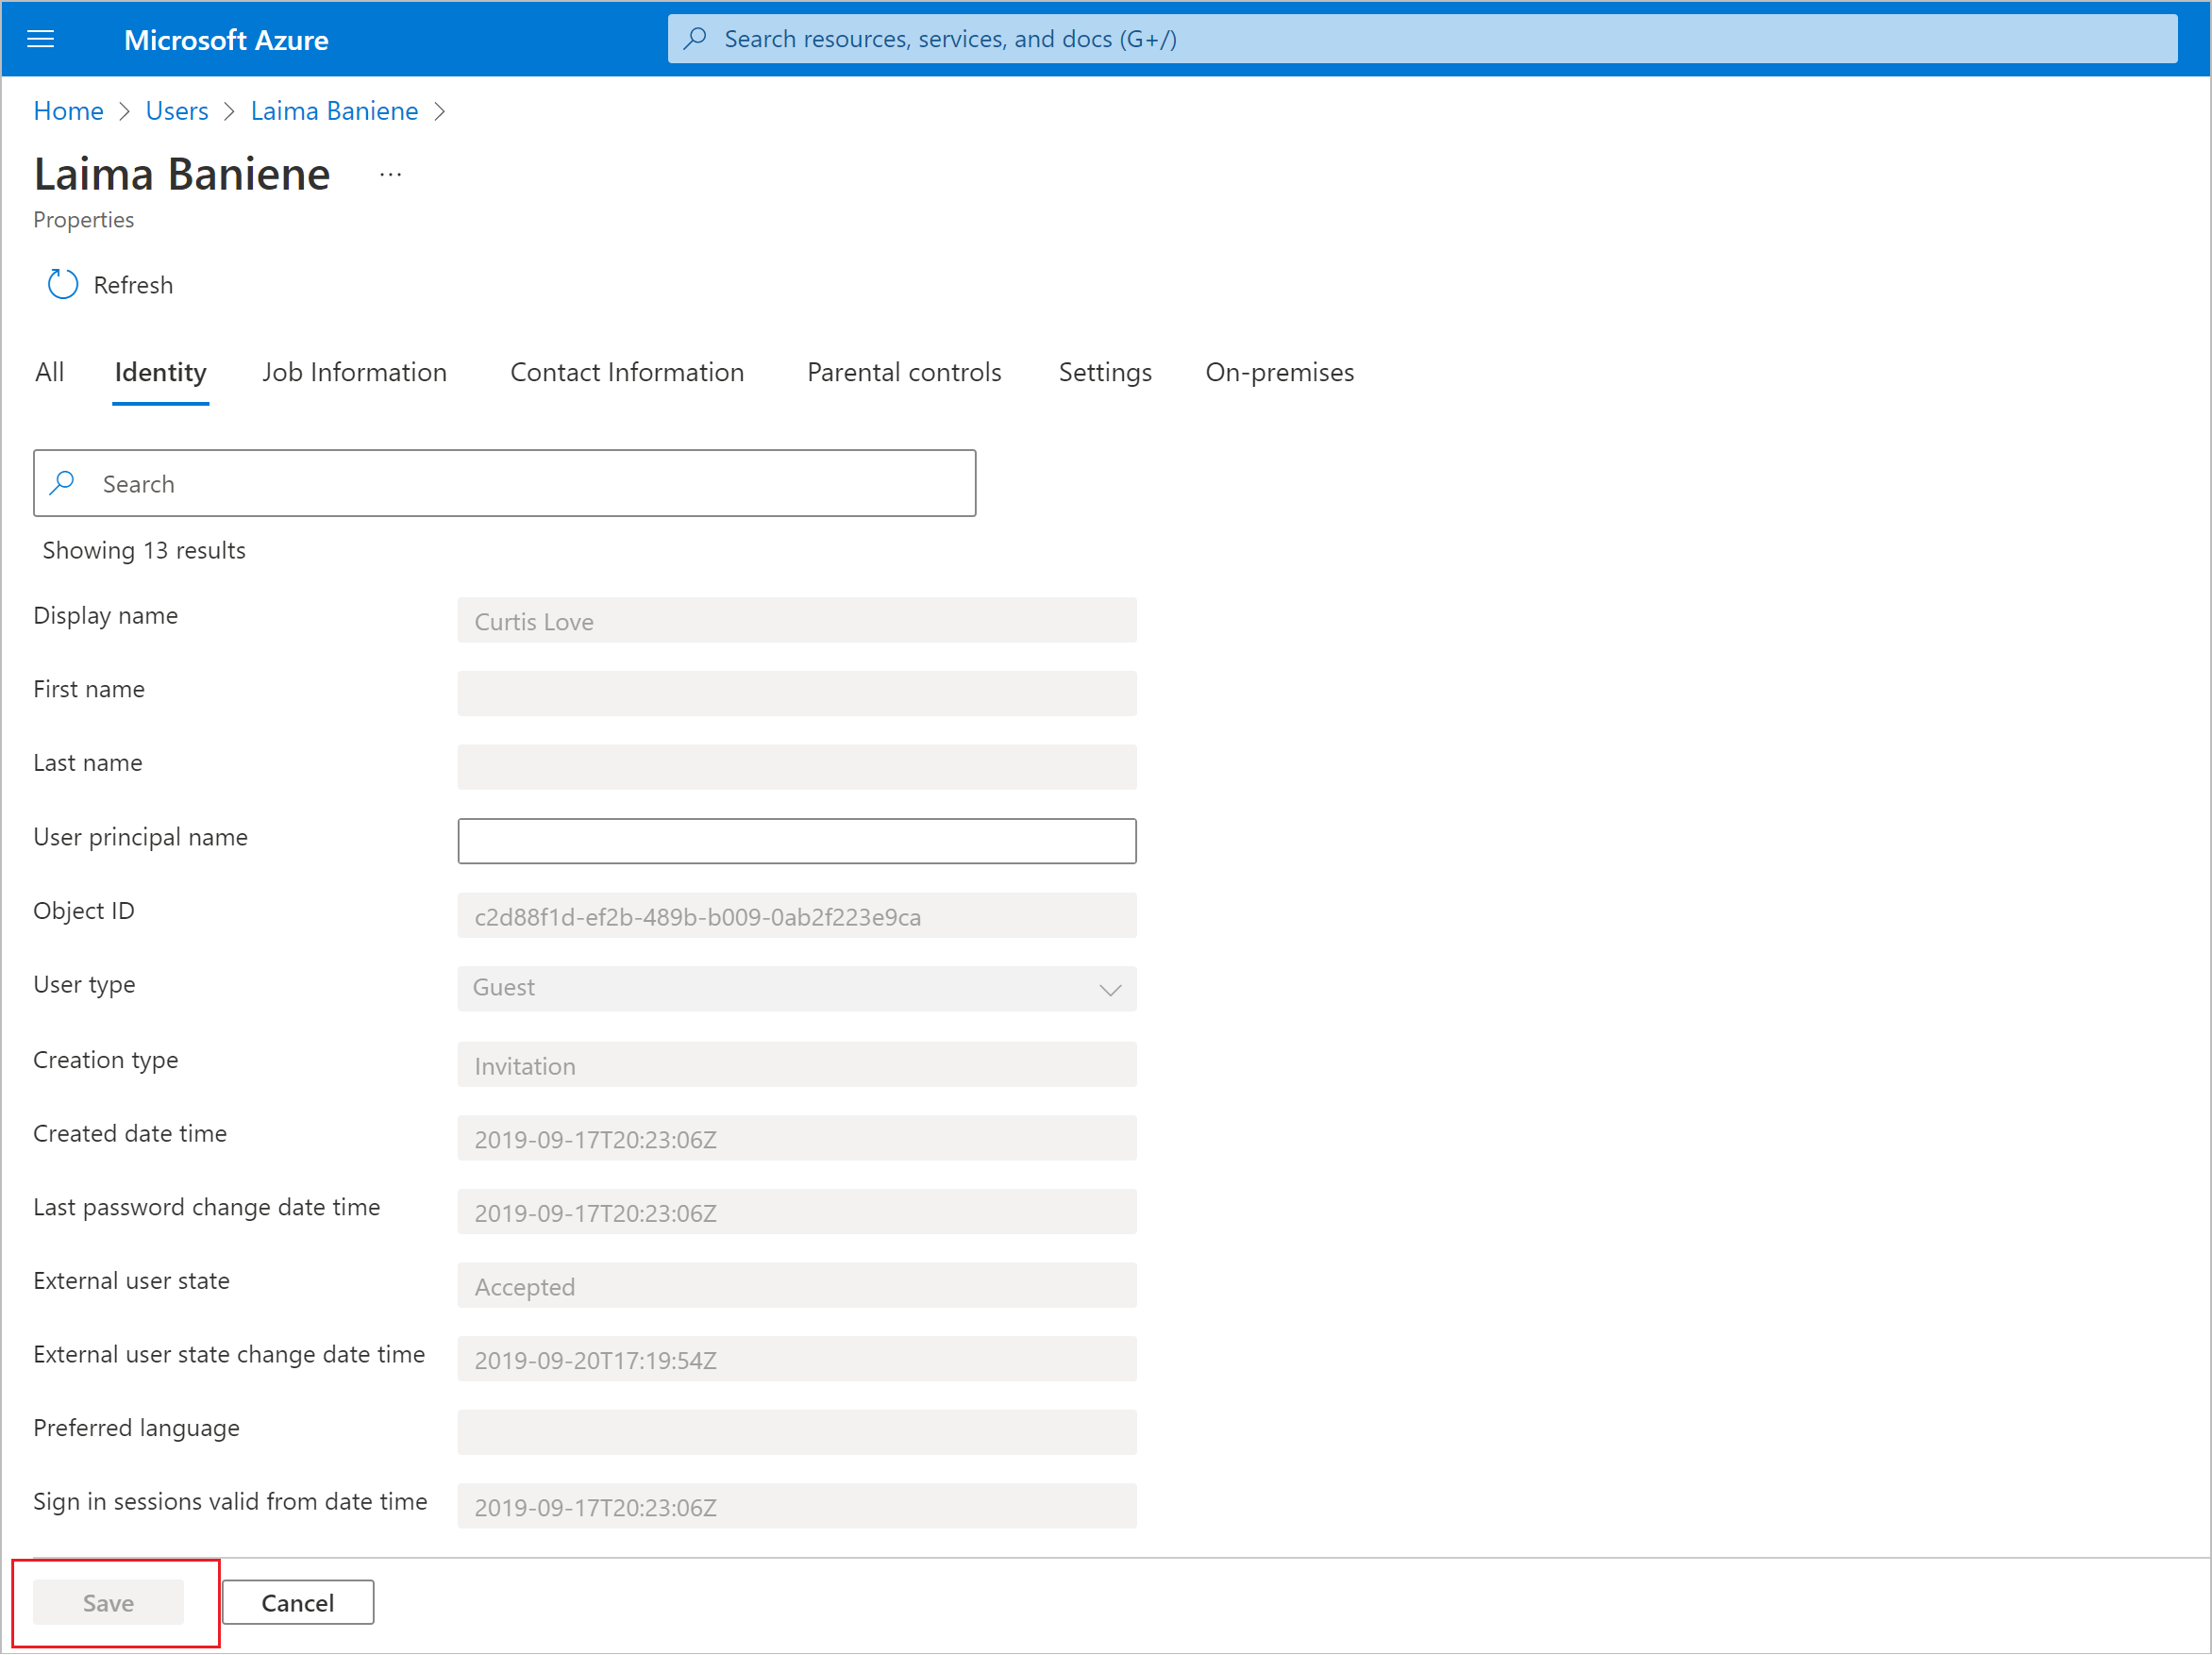 Microsoft Azure
Search resources, services, and docs (G+/)
Home > Users > Laima Baniene >
Laima Baniene ...
Properties
Refresh
All Identity Job Information Contact Information Parental controls Settings On-premises
Search
Showing 13 results
Display name Curtis Love
First name
Last name
User principal name
Object ID c2d88f1d-ef2b-489b-b009-0ab2f223e9ca
User type Guest
Creation type Invitation
Created date time 2019-09-17T20:23:06Z
Last password change date time 2019-09-17T20:23:06Z
External user state Accepted
External user state change date time 2019-09-20T17:19:54Z
Preferred language
Sign in sessions valid from date time 2019-09-17T20:23:06Z
Save Cancel